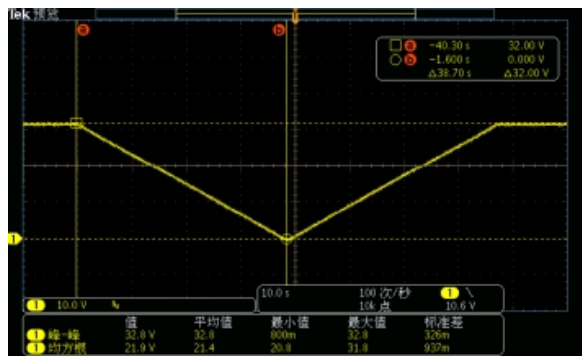 Tek 预览
a b
a -40.30 s 32.00 V
b -1.600 s 0.000 V
△38.70 s △32.00 V
1
1 10.0 V
10.0 s 100 次/秒 1
10k 点 10.6 V
值 平均值 最小值 最大值 标准差
1 峰-峰 32.8 V 32.8 800m 32.8 326m
1 均方根 21.9 V 21.4 20.8 31.8 937m